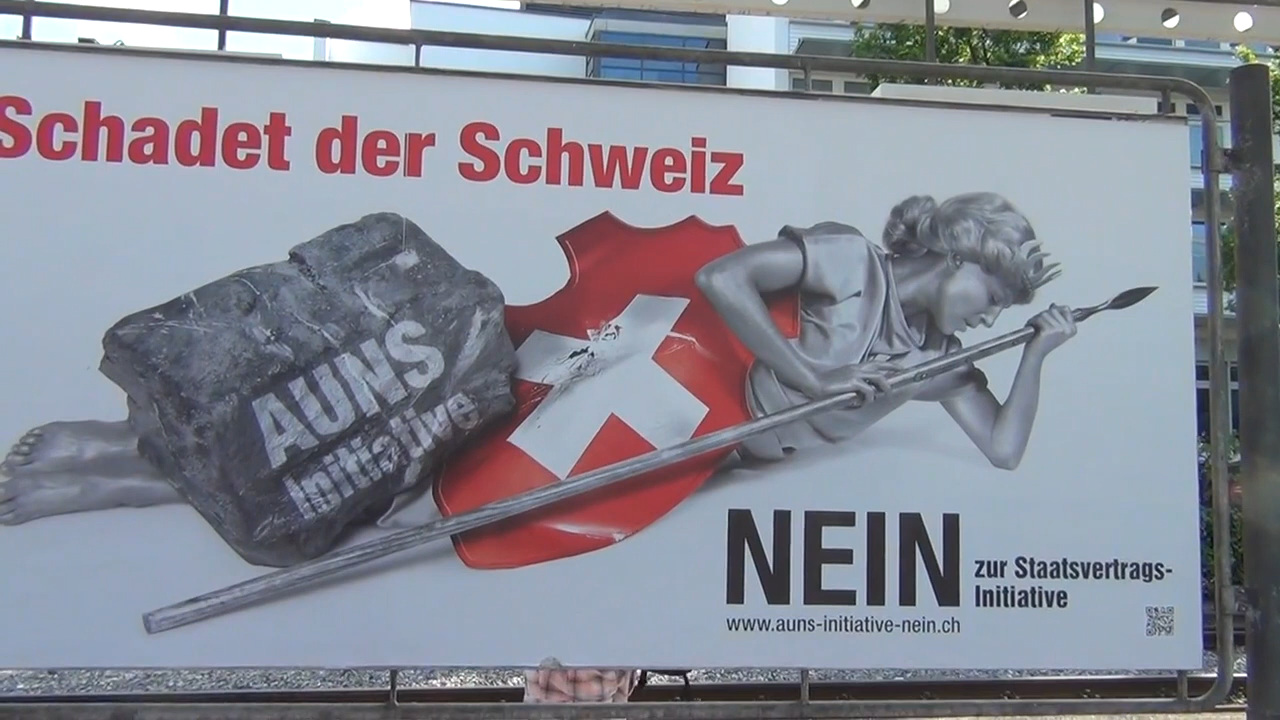 Schadet der Schweiz
AUNS
Initiative
NEIN
zur Staatsvertrags-
Initiative
www.auns-initiative-nein.ch